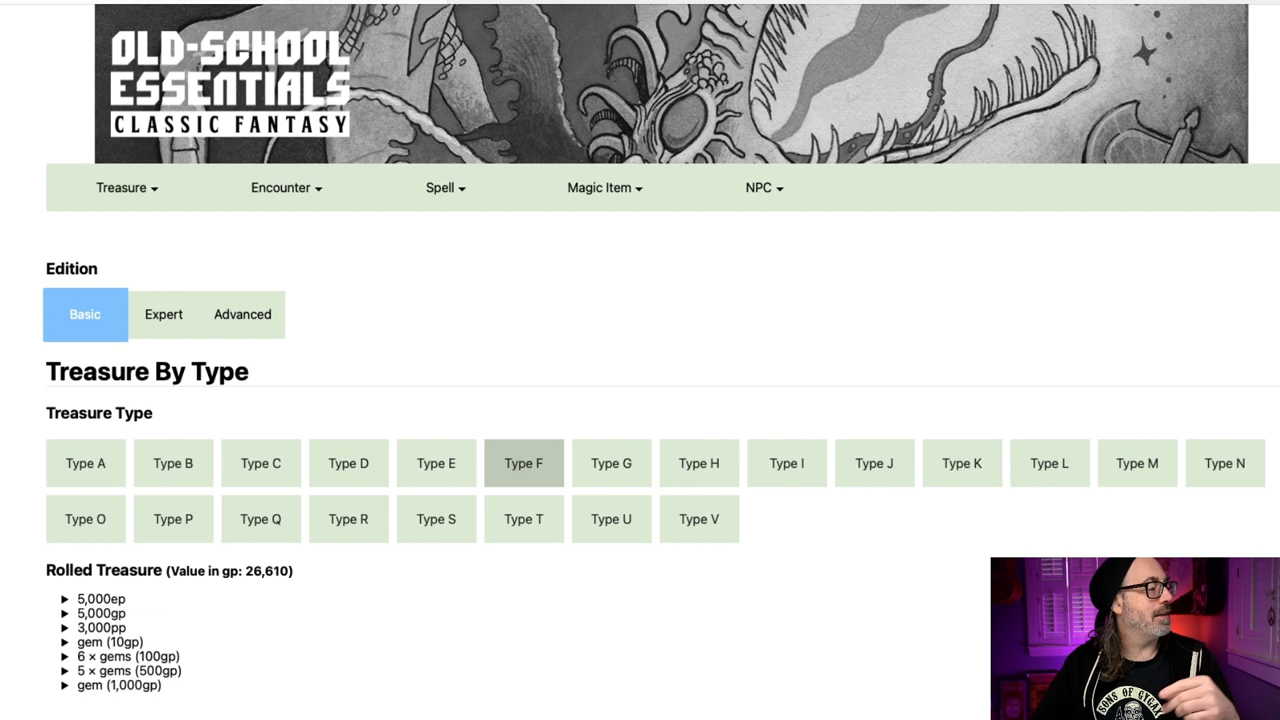 OLD-SCHOOL
ESSENTIALS
CLASSIC FANTASY
Treasure Encounter Spell Magic Item NPC
Edition
Basic Expert Advanced
Treasure By Type
Treasure Type
Type A Type B Type C Type D Type E Type F Type G Type H Type I Type J Type K Type L Type M Type N
Type O Type P Type Q Type R Type S Type T Type U Type V
Rolled Treasure (Value in gp: 26,610)
5,000ep
5,000gp
3,000pp
gem (10gp)
6 × gems (100gp)
5 × gems (500gp)
gem (1,000gp)
SONS OF GYGAX